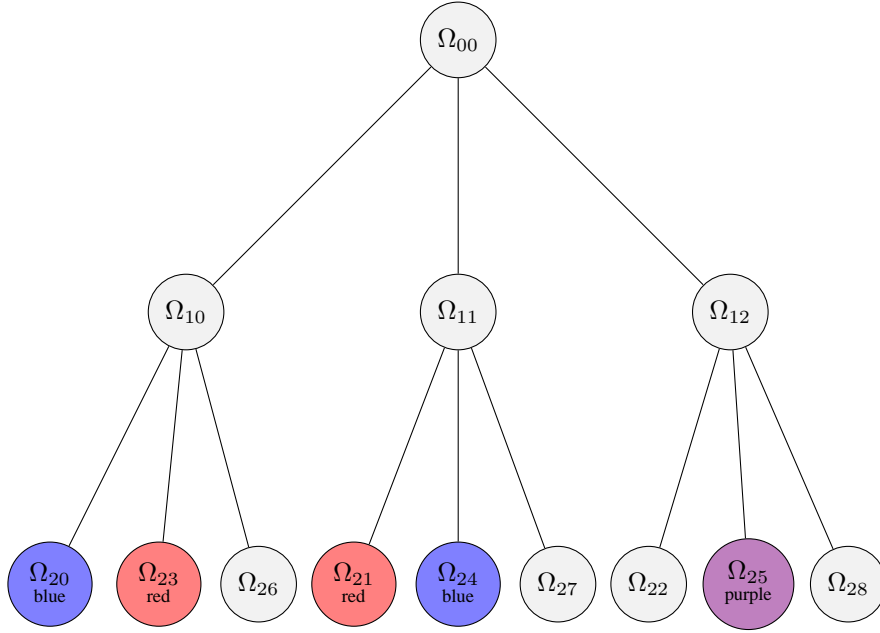 Ω₀₀
Ω₁₀ Ω₁₁ Ω₁₂
Ω₂₀ Ω₂₃ Ω₂₆ Ω₂₁ Ω₂₄ Ω₂₇ Ω₂₂ Ω₂₅ Ω₂₈
blue red red blue purple